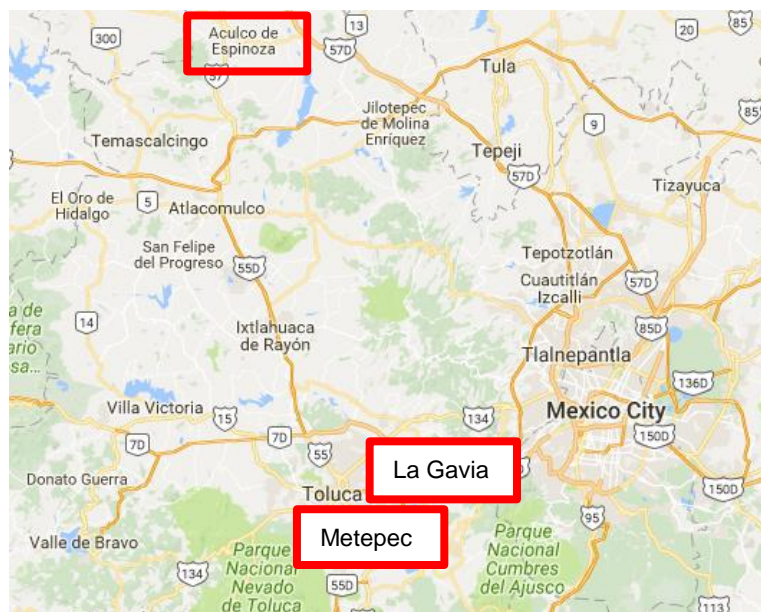 300
Aculco de
Espinoza
13
57D
20
85
57
Tula
Jilotepec
de Molina
Enríquez
85
9
Temascalcingo
Tepeji
57D
Tizayuca
El Oro de
Hidalgo
5
Atlacomulco
San Felipe
del Progreso
55D
Tepotzotlán
Cuautitlán
Izcalli
57D
14
Ixtlahuaca
de Rayón
85D
Tlalnepantla
136D
Villa Victoria
15
134
Mexico City
150D
7D
7D
55
La Gavia
Donato Guerra
Toluca
150D
Metepec
95
Valle de Bravo
134
Parque
Nacional
Nevado
de Toluca
55D
Parque
Nacional
Cumbres
del Ajusco
113